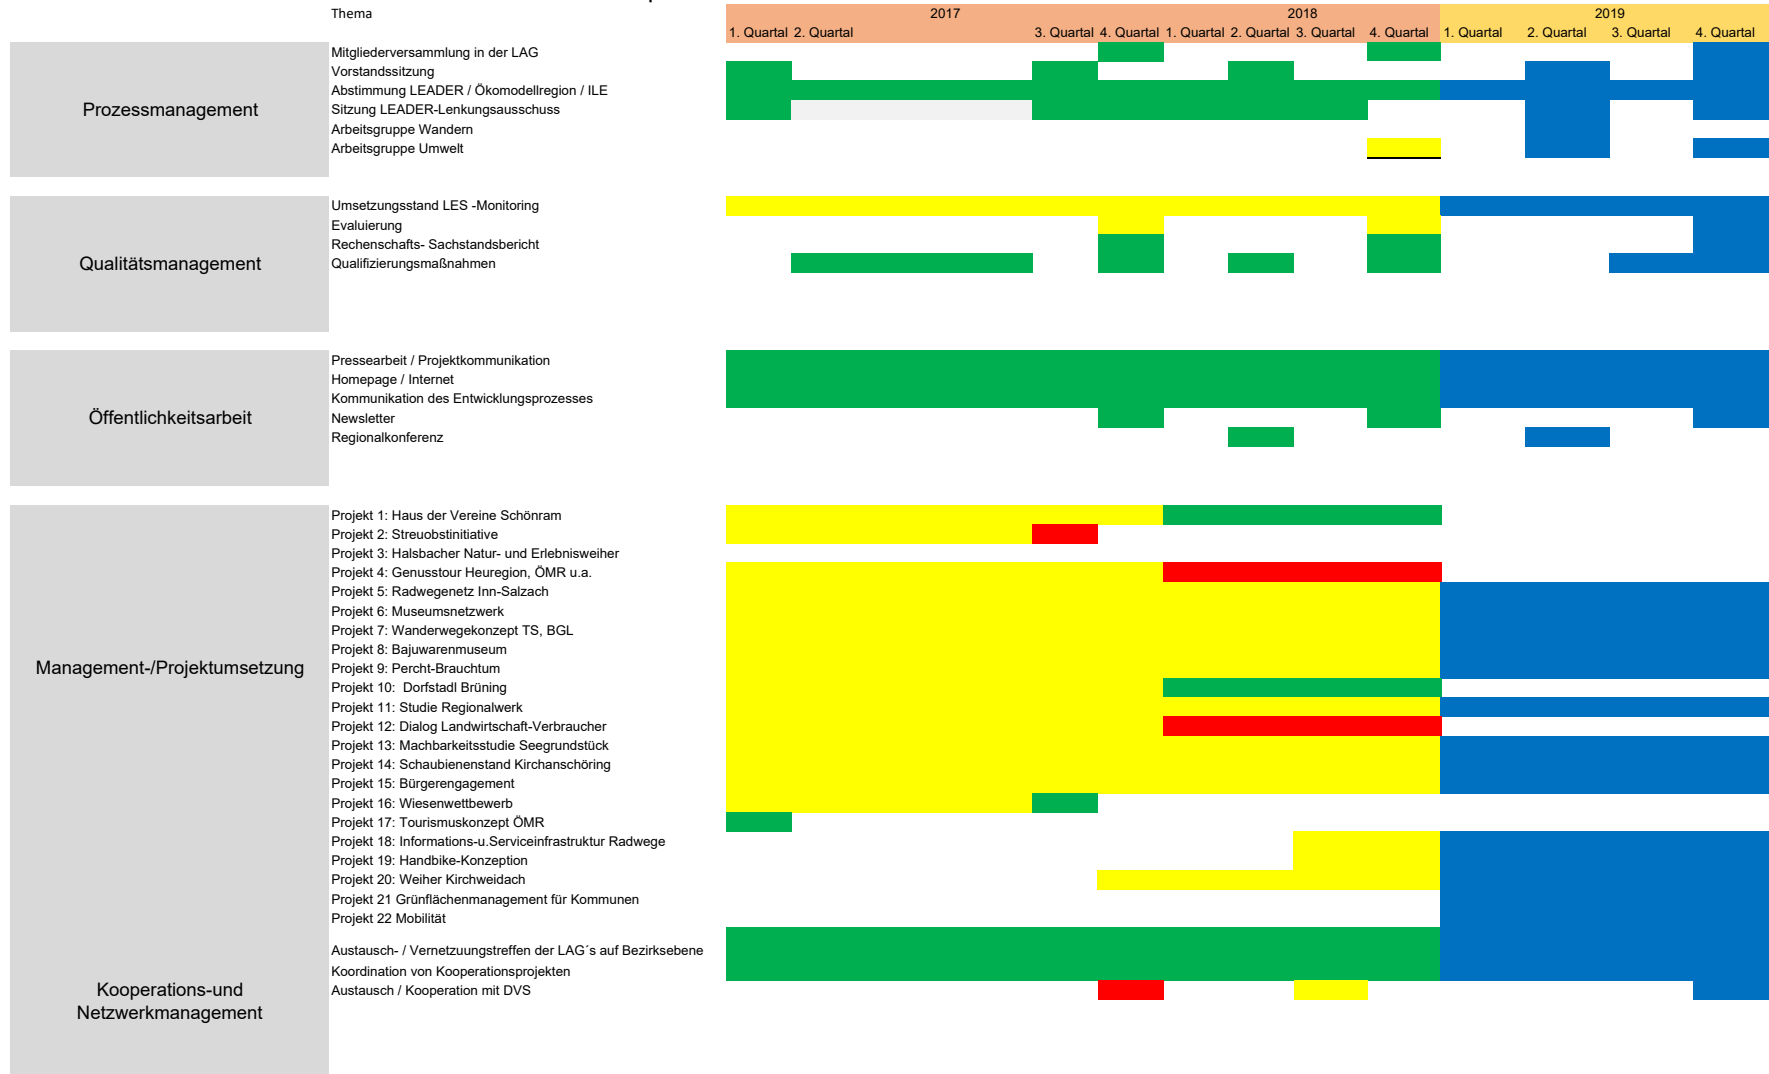 Thema
2017 2018 2019
1. Quartal 2. Quartal 3. Quartal 4. Quartal 1. Quartal 2. Quartal 3. Quartal 4. Quartal 1. Quartal 2. Quartal 3. Quartal 4. Quartal
Prozessmanagement
Mitgliederversammlung in der LAG
Vorstandssitzung
Abstimmung LEADER / Ökomodellregion / ILE
Sitzung LEADER-Lenkungsausschuss
Arbeitsgruppe Wandern
Arbeitsgruppe Umwelt
Qualitätsmanagement
Umsetzungsstand LES -Monitoring
Evaluierung
Rechenschafts- Sachstandsbericht
Qualifizierungsmaßnahmen
Öffentlichkeitsarbeit
Pressearbeit / Projektkommunikation
Homepage / Internet
Kommunikation des Entwicklungsprozesses
Newsletter
Regionalkonferenz
Management-/Projektumsetzung
Projekt 1: Haus der Vereine Schönram
Projekt 2: Streuobstinitiative
Projekt 3: Halsbacher Natur- und Erlebnisweiher
Projekt 4: Genusstour Heuregion, ÖMR u.a.
Projekt 5: Radwegenetz Inn-Salzach
Projekt 6: Museumsnetzwerk
Projekt 7: Wanderwegekonzept TS, BGL
Projekt 8: Bajuwarenmuseum
Projekt 9: Percht-Brauchtum
Projekt 10:  Dorfstadl Brüning
Projekt 11: Studie Regionalwerk
Projekt 12: Dialog Landwirtschaft-Verbraucher
Projekt 13: Machbarkeitsstudie Seegrundstück
Projekt 14: Schaubienenstand Kirchanschöring
Projekt 15: Bürgerengagement
Projekt 16: Wiesenwettbewerb
Projekt 17: Tourismuskonzept ÖMR
Projekt 18: Informations-u.Serviceinfrastruktur Radwege
Projekt 19: Handbike-Konzeption
Projekt 20: Weiher Kirchweidach
Projekt 21 Grünflächenmanagement für Kommunen
Projekt 22 Mobilität
Kooperations-und
Netzwerkmanagement
Austausch- / Vernetzuungstreffen der LAG´s auf Bezirksebene
Koordination von Kooperationsprojekten
Austausch / Kooperation mit DVS